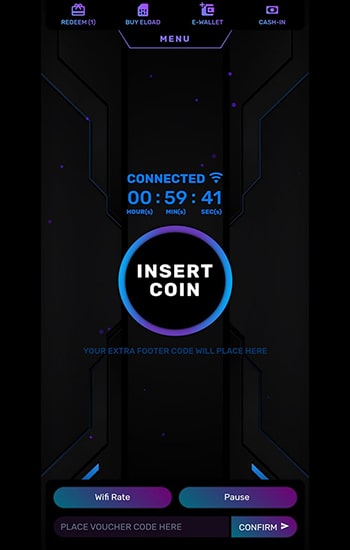 REDEEM (1) BUY ELOAD E-WALLET CASH-IN
MENU
CONNECTED
00 : 59 : 41
HOUR(s) MIN(s) SEC(s)
INSERT
COIN
YOUR EXTRA FOOTER CODE WILL PLACE HERE
Wifi Rate Pause
PLACE VOUCHER CODE HERE CONFIRM